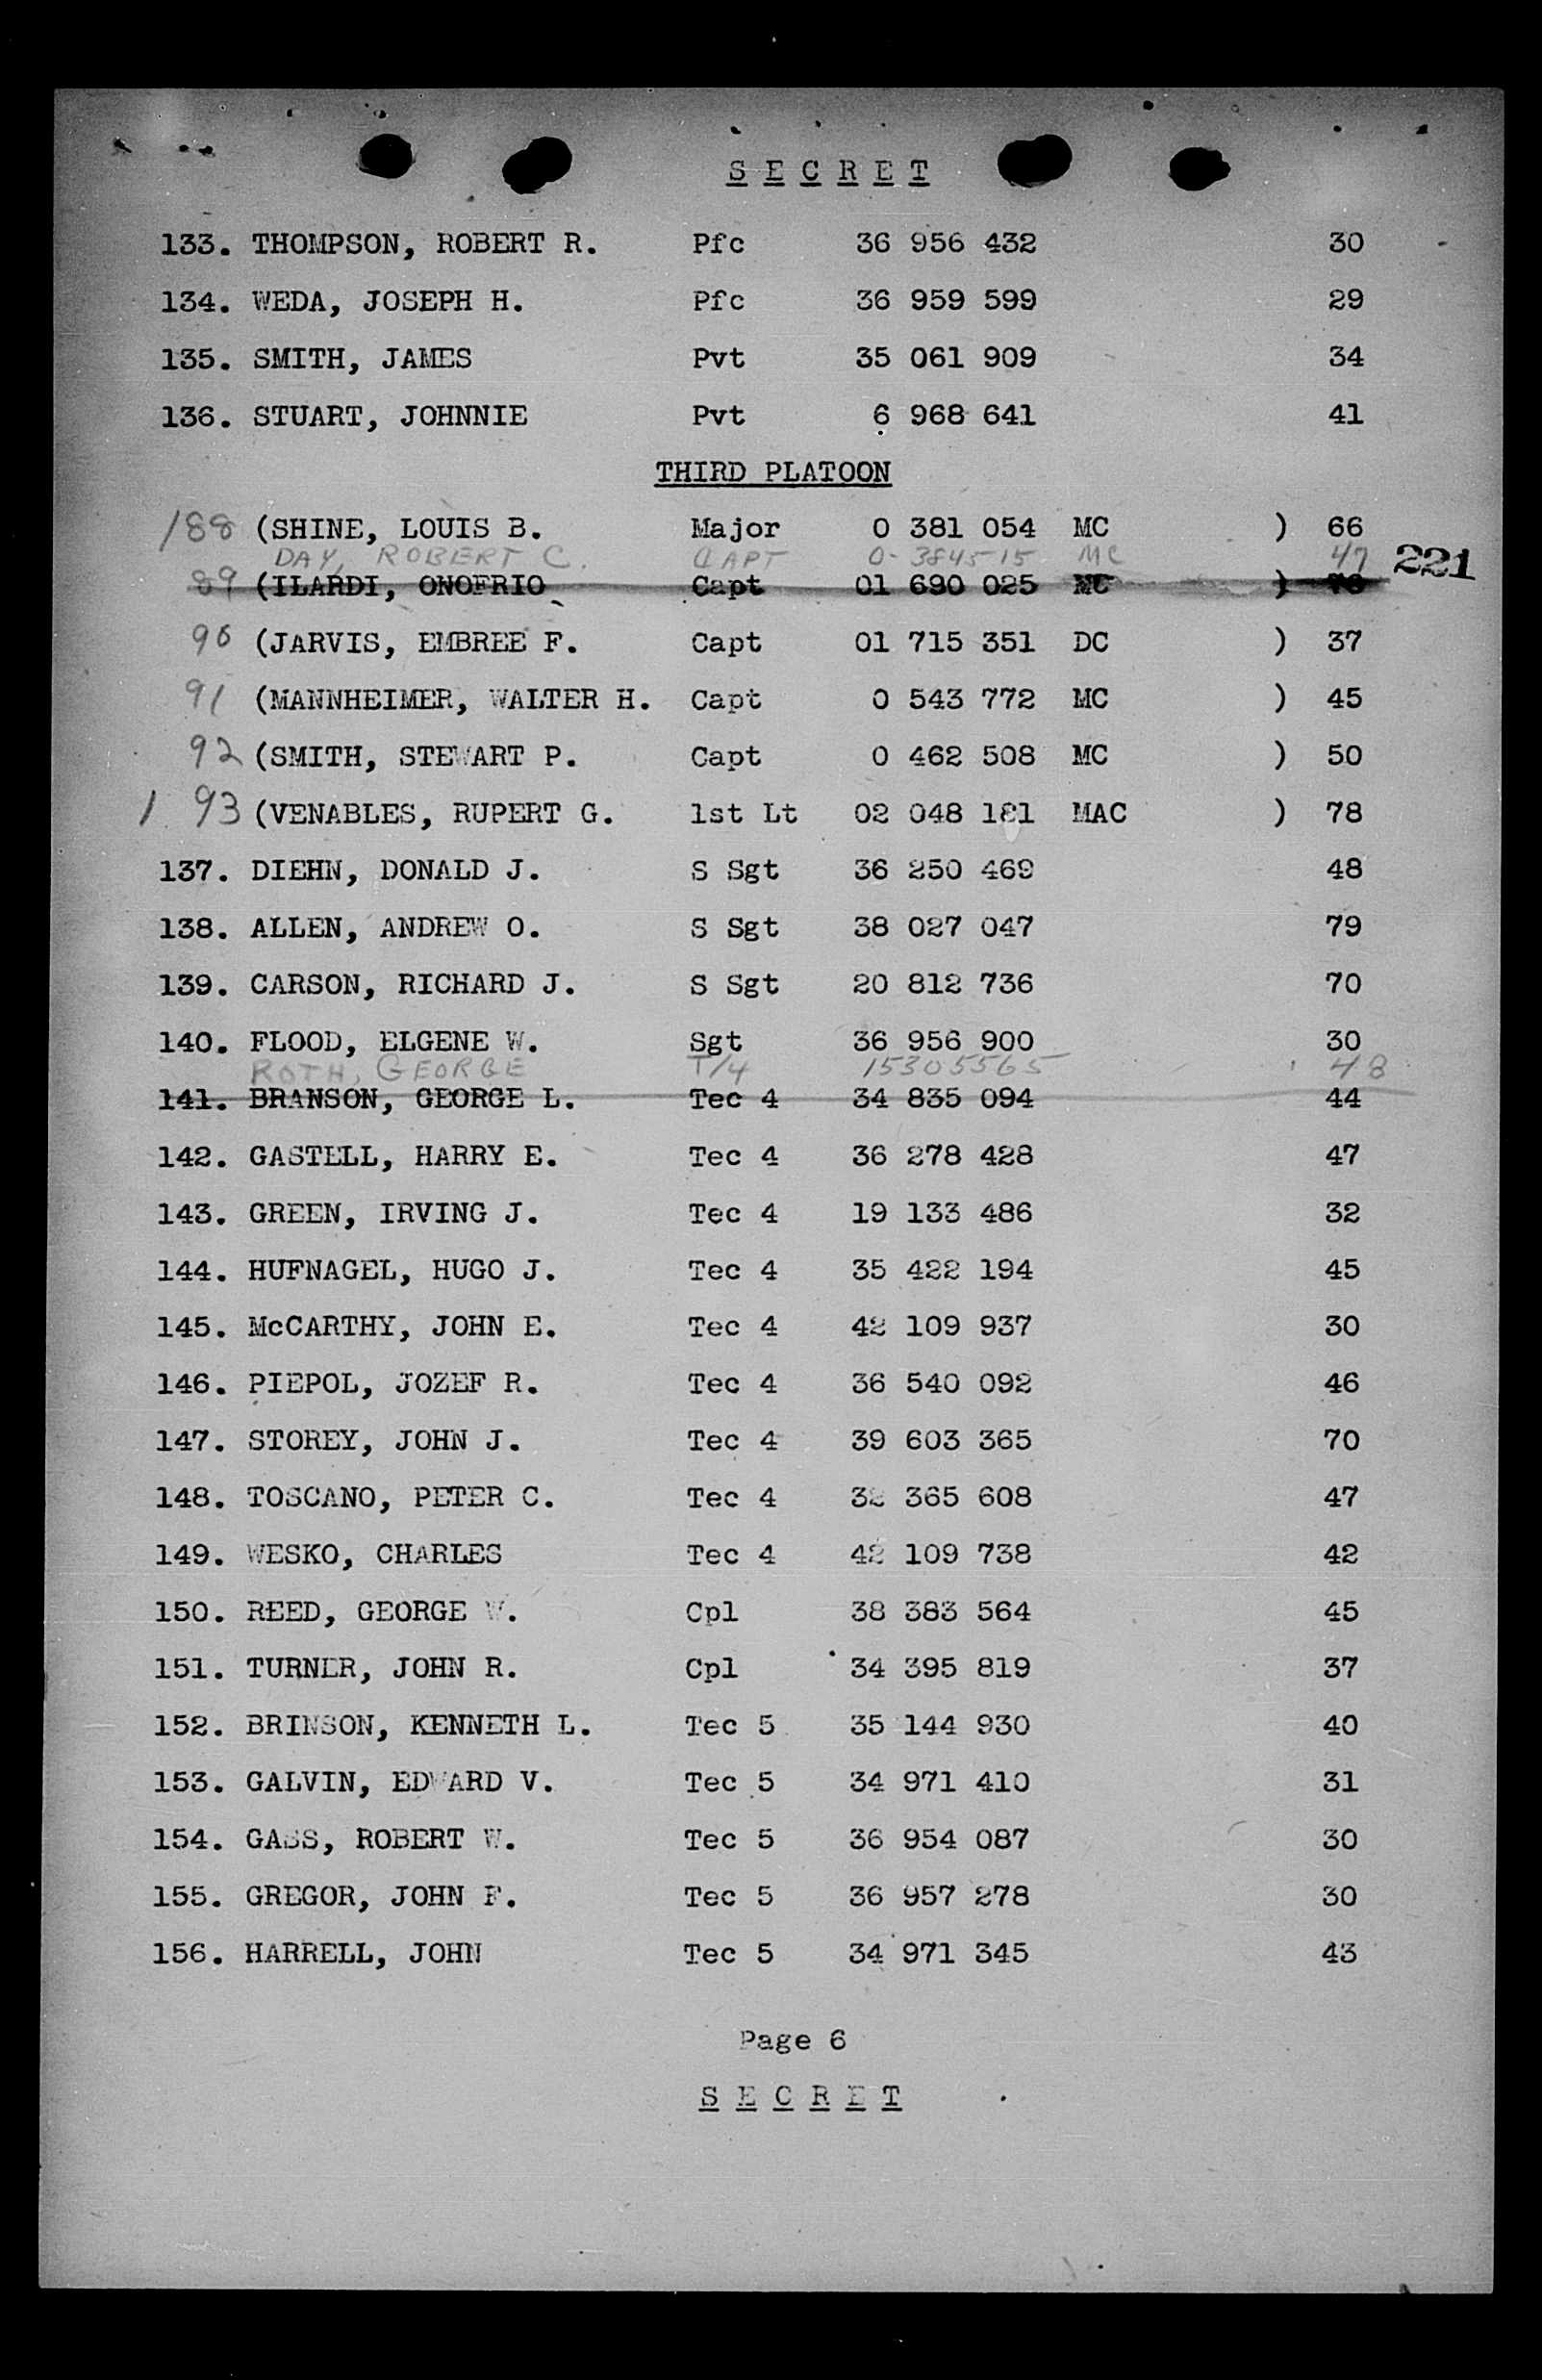 S E C R E T
133. THOMPSON, ROBERT R. Pfc 36 956 432 30
134. WEDA, JOSEPH H. Pfc 36 959 599 29
135. SMITH, JAMES Pvt 35 061 909 34
136. STUART, JOHNNIE Pvt 6 968 641 41
THIRD PLATOON
188 (SHINE, LOUIS B. Major 0 381 054 MC ) 66
DAY, ROBERT C. CAPT 0-384515 MC 47 221
89 (ILARDI, ONOFRIO Capt 01 690 025 MC )
90 (JARVIS, EMBREE F. Capt 01 715 351 DC ) 37
91 (MANNHEIMER, WALTER H. Capt 0 543 772 MC ) 45
92 (SMITH, STEWART P. Capt 0 462 508 MC ) 50
1 93 (VENABLES, RUPERT G. 1st Lt 02 048 181 MAC ) 78
137. DIEHN, DONALD J. S Sgt 36 250 469 48
138. ALLEN, ANDREW O. S Sgt 38 027 047 79
139. CARSON, RICHARD J. S Sgt 20 812 736 70
140. FLOOD, ELGENE W. Sgt 36 956 900 30
ROTH, GEORGE T/4 15305565 48
141. BRANSON, GEORGE L. Tec 4 34 835 094 44
142. GASTELL, HARRY E. Tec 4 36 278 428 47
143. GREEN, IRVING J. Tec 4 19 133 486 32
144. HUFNAGEL, HUGO J. Tec 4 35 422 194 45
145. McCARTHY, JOHN E. Tec 4 42 109 937 30
146. PIEPOL, JOZEF R. Tec 4 36 540 092 46
147. STOREY, JOHN J. Tec 4 39 603 365 70
148. TOSCANO, PETER C. Tec 4 32 365 608 47
149. WESKO, CHARLES Tec 4 42 109 738 42
150. REED, GEORGE W. Cpl 38 383 564 45
151. TURNER, JOHN R. Cpl 34 395 819 37
152. BRINSON, KENNETH L. Tec 5 35 144 930 40
153. GALVIN, EDWARD V. Tec 5 34 971 410 31
154. GASS, ROBERT W. Tec 5 36 954 087 30
155. GREGOR, JOHN F. Tec 5 36 957 278 30
156. HARRELL, JOHN Tec 5 34 971 345 43
Page 6
S E C R E T